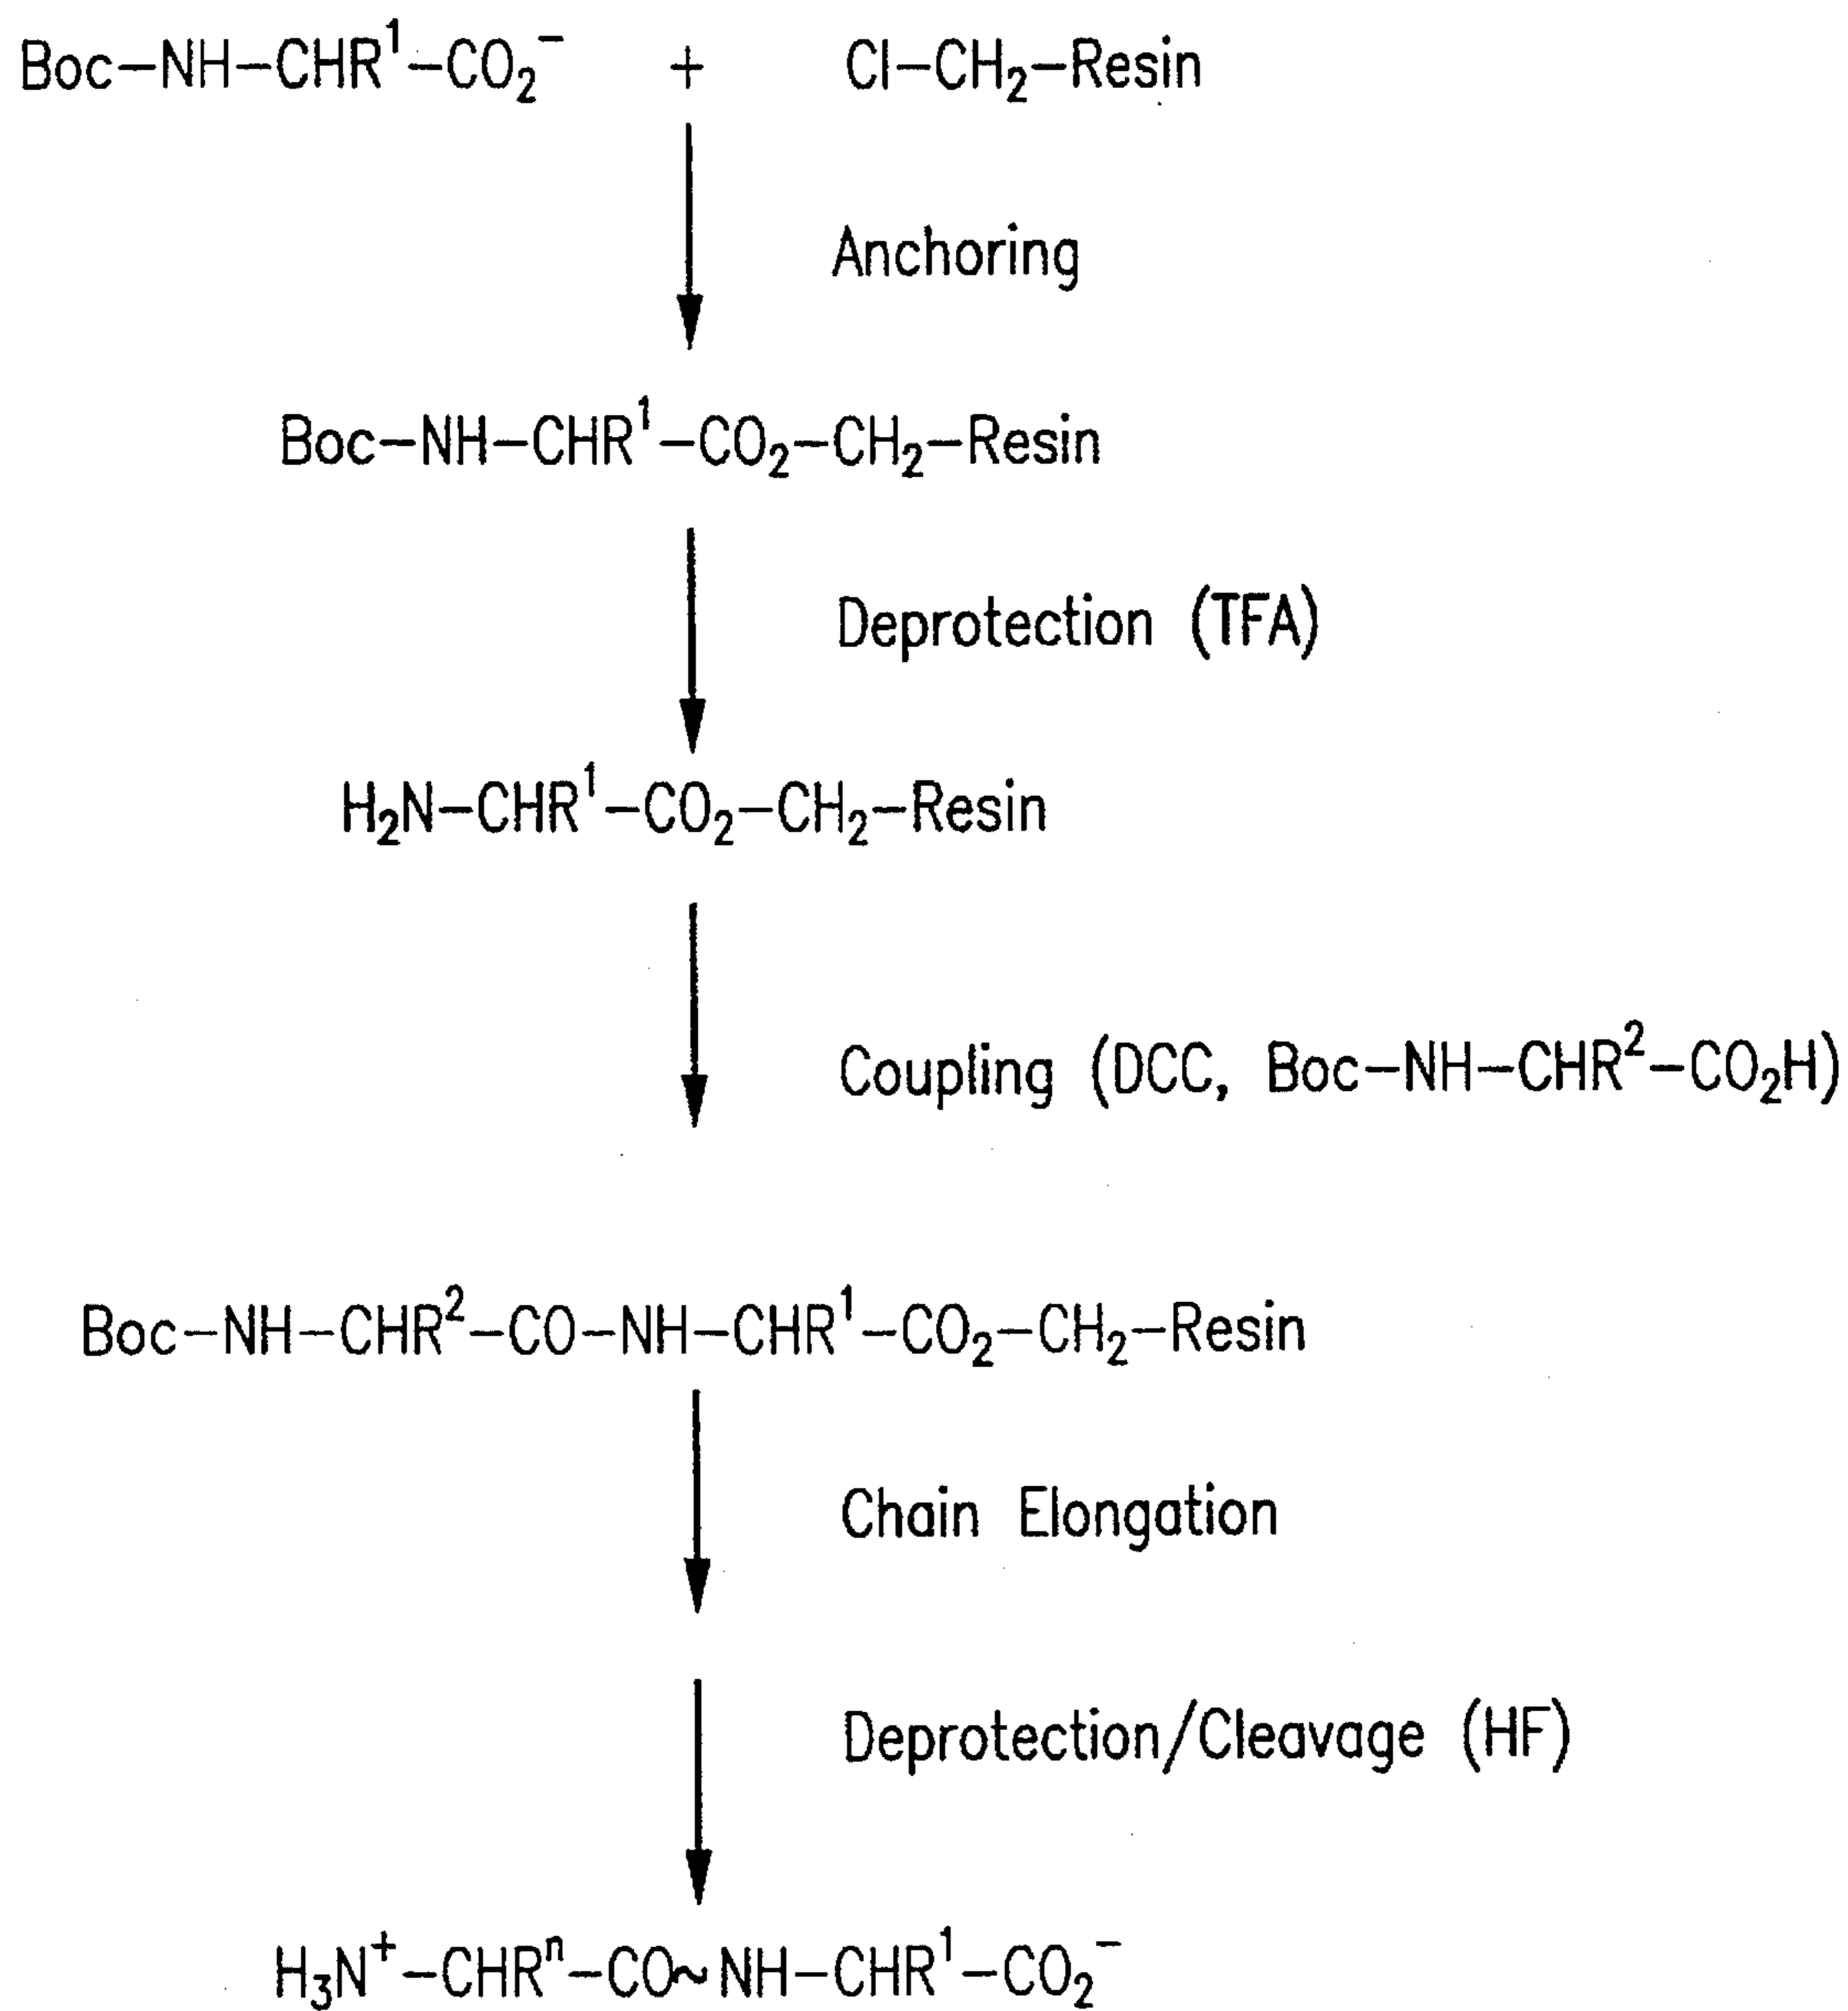 Boc–NH–CHR¹–CO₂⁻ + Cl–CH₂–Resin
Anchoring
Boc–NH–CHR¹–CO₂–CH₂–Resin
Deprotection (TFA)
H₂N–CHR¹–CO₂–CH₂–Resin
Coupling (DCC, Boc–NH–CHR²–CO₂H)
Boc–NH–CHR²–CO–NH–CHR¹–CO₂–CH₂–Resin
Chain Elongation
Deprotection/Cleavage (HF)
H₃N⁺–CHRⁿ–CO~NH–CHR¹–CO₂⁻